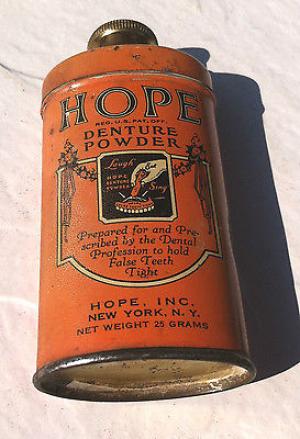 HOPE
REG. U.S. PAT. OFF.
DENTURE
POWDER
Laugh Eat
HOPE
DENTURE
POWDER
Sing
Prepared for and Pre-
scribed by the Dental
Profession to hold
False Teeth
Tight
HOPE, INC.
NEW YORK, N.Y.
NET WEIGHT 25 GRAMS